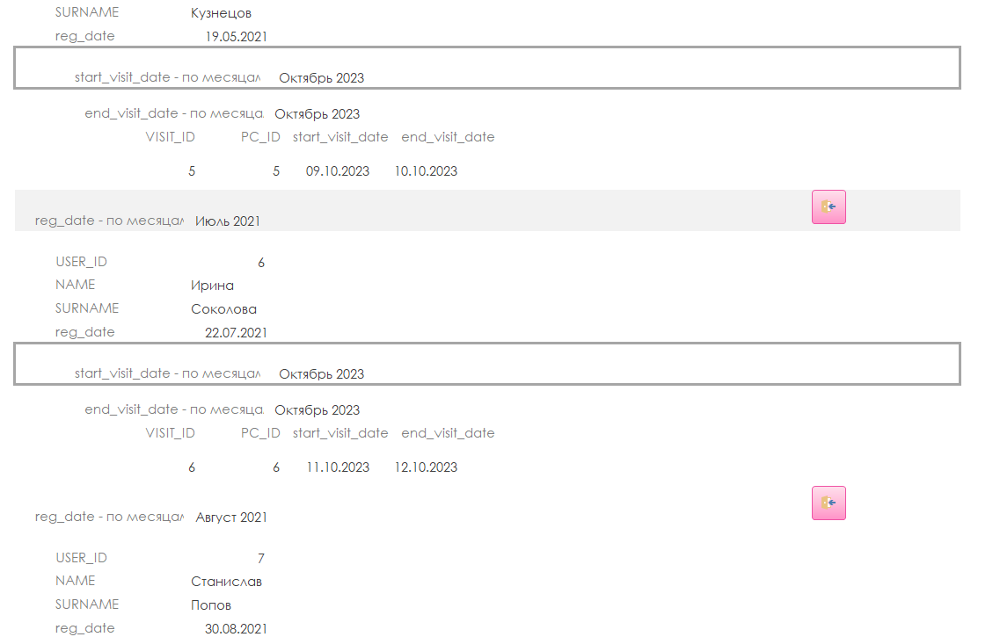 SURNAME Кузнецов
reg_date 19.05.2021
start_visit_date - по месяцам Октябрь 2023
end_visit_date - по месяца Октябрь 2023
VISIT_ID PC_ID start_visit_date end_visit_date
5 5 09.10.2023 10.10.2023
reg_date - по месяцам Июль 2021
USER_ID 6
NAME Ирина
SURNAME Соколова
reg_date 22.07.2021
start_visit_date - по месяцам Октябрь 2023
end_visit_date - по месяца Октябрь 2023
VISIT_ID PC_ID start_visit_date end_visit_date
6 6 11.10.2023 12.10.2023
reg_date - по месяцам Август 2021
USER_ID 7
NAME Станислав
SURNAME Попов
reg_date 30.08.2021